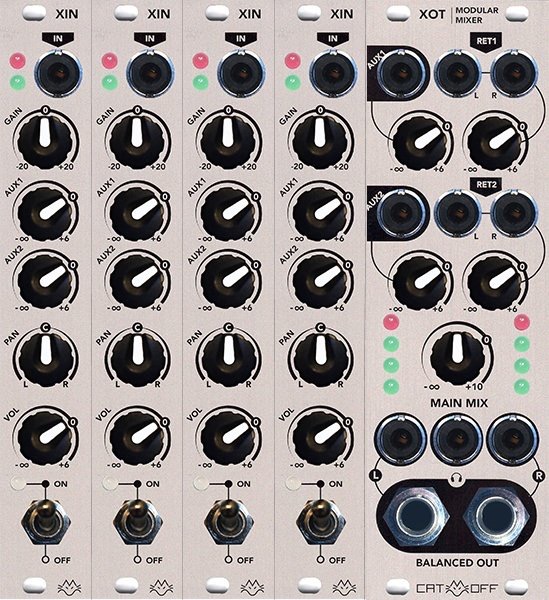 XIN
IN
GAIN
0
-20 +20
AUX1
0
-∞ +6
AUX2
0
-∞ +6
PAN
C
L R
VOL
0
-∞ +6
ON
OFF
XIN
IN
GAIN
0
-20 +20
AUX1
0
-∞ +6
AUX2
0
-∞ +6
PAN
C
L R
VOL
0
-∞ +6
ON
OFF
XIN
IN
GAIN
0
-20 +20
AUX1
0
-∞ +6
AUX2
0
-∞ +6
PAN
C
L R
VOL
0
-∞ +6
ON
OFF
XIN
IN
GAIN
0
-20 +20
AUX1
0
-∞ +6
AUX2
0
-∞ +6
PAN
C
L R
VOL
0
-∞ +6
ON
OFF
XOT
MODULAR
MIXER
RET1
AUX1
L R
0 0
-∞ +6 -∞ +6
RET2
AUX2
L R
0 0
-∞ +6 -∞ +6
0
-∞ +10
MAIN MIX
L R
BALANCED OUT
CAT OFF